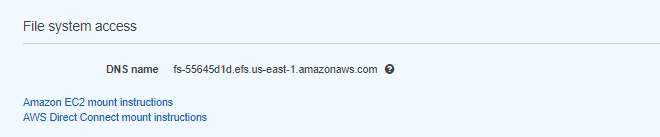 File system access
DNS name fs-55645d1d.efs.us-east-1.amazonaws.com
Amazon EC2 mount instructions
AWS Direct Connect mount instructions